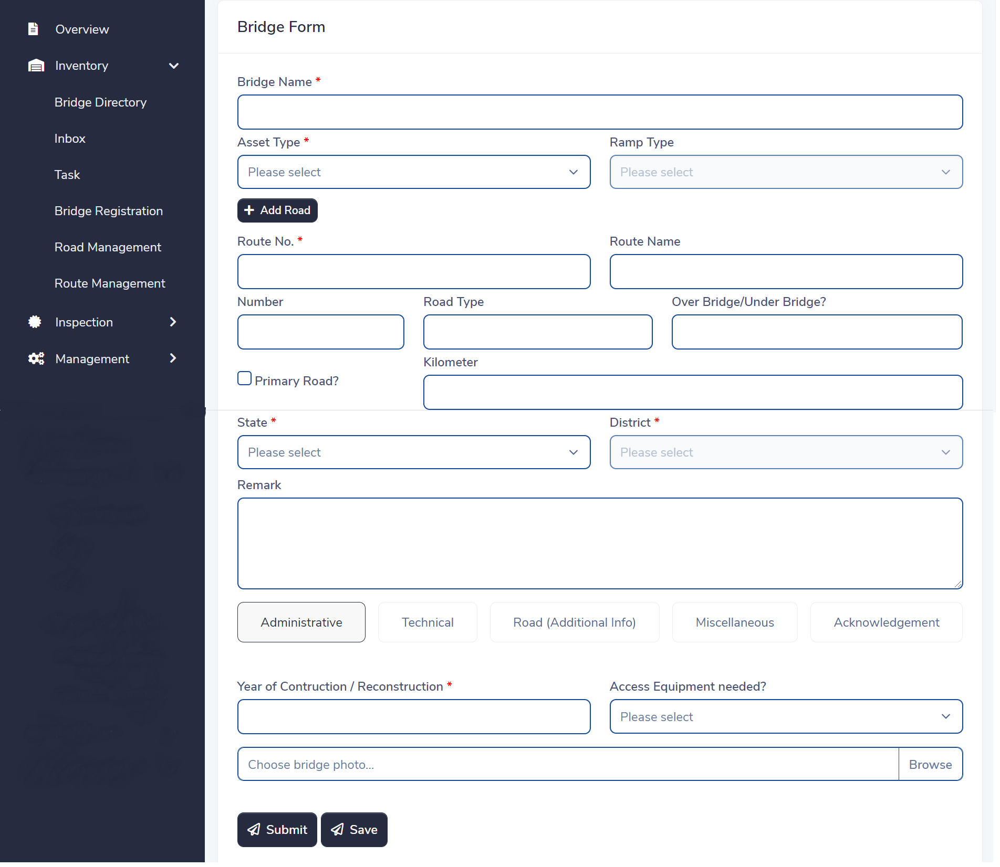 Overview
Inventory
Bridge Directory
Inbox
Task
Bridge Registration
Road Management
Route Management
Inspection
Management
Bridge Form
Bridge Name *
Asset Type * Ramp Type
Please select Please select
Add Road
Route No. * Route Name
Number Road Type Over Bridge/Under Bridge?
Primary Road? Kilometer
State * District *
Please select Please select
Remark
Administrative Technical Road (Additional Info) Miscellaneous Acknowledgement
Year of Contruction / Reconstruction * Access Equipment needed?
Please select
Choose bridge photo... Browse
Submit Save